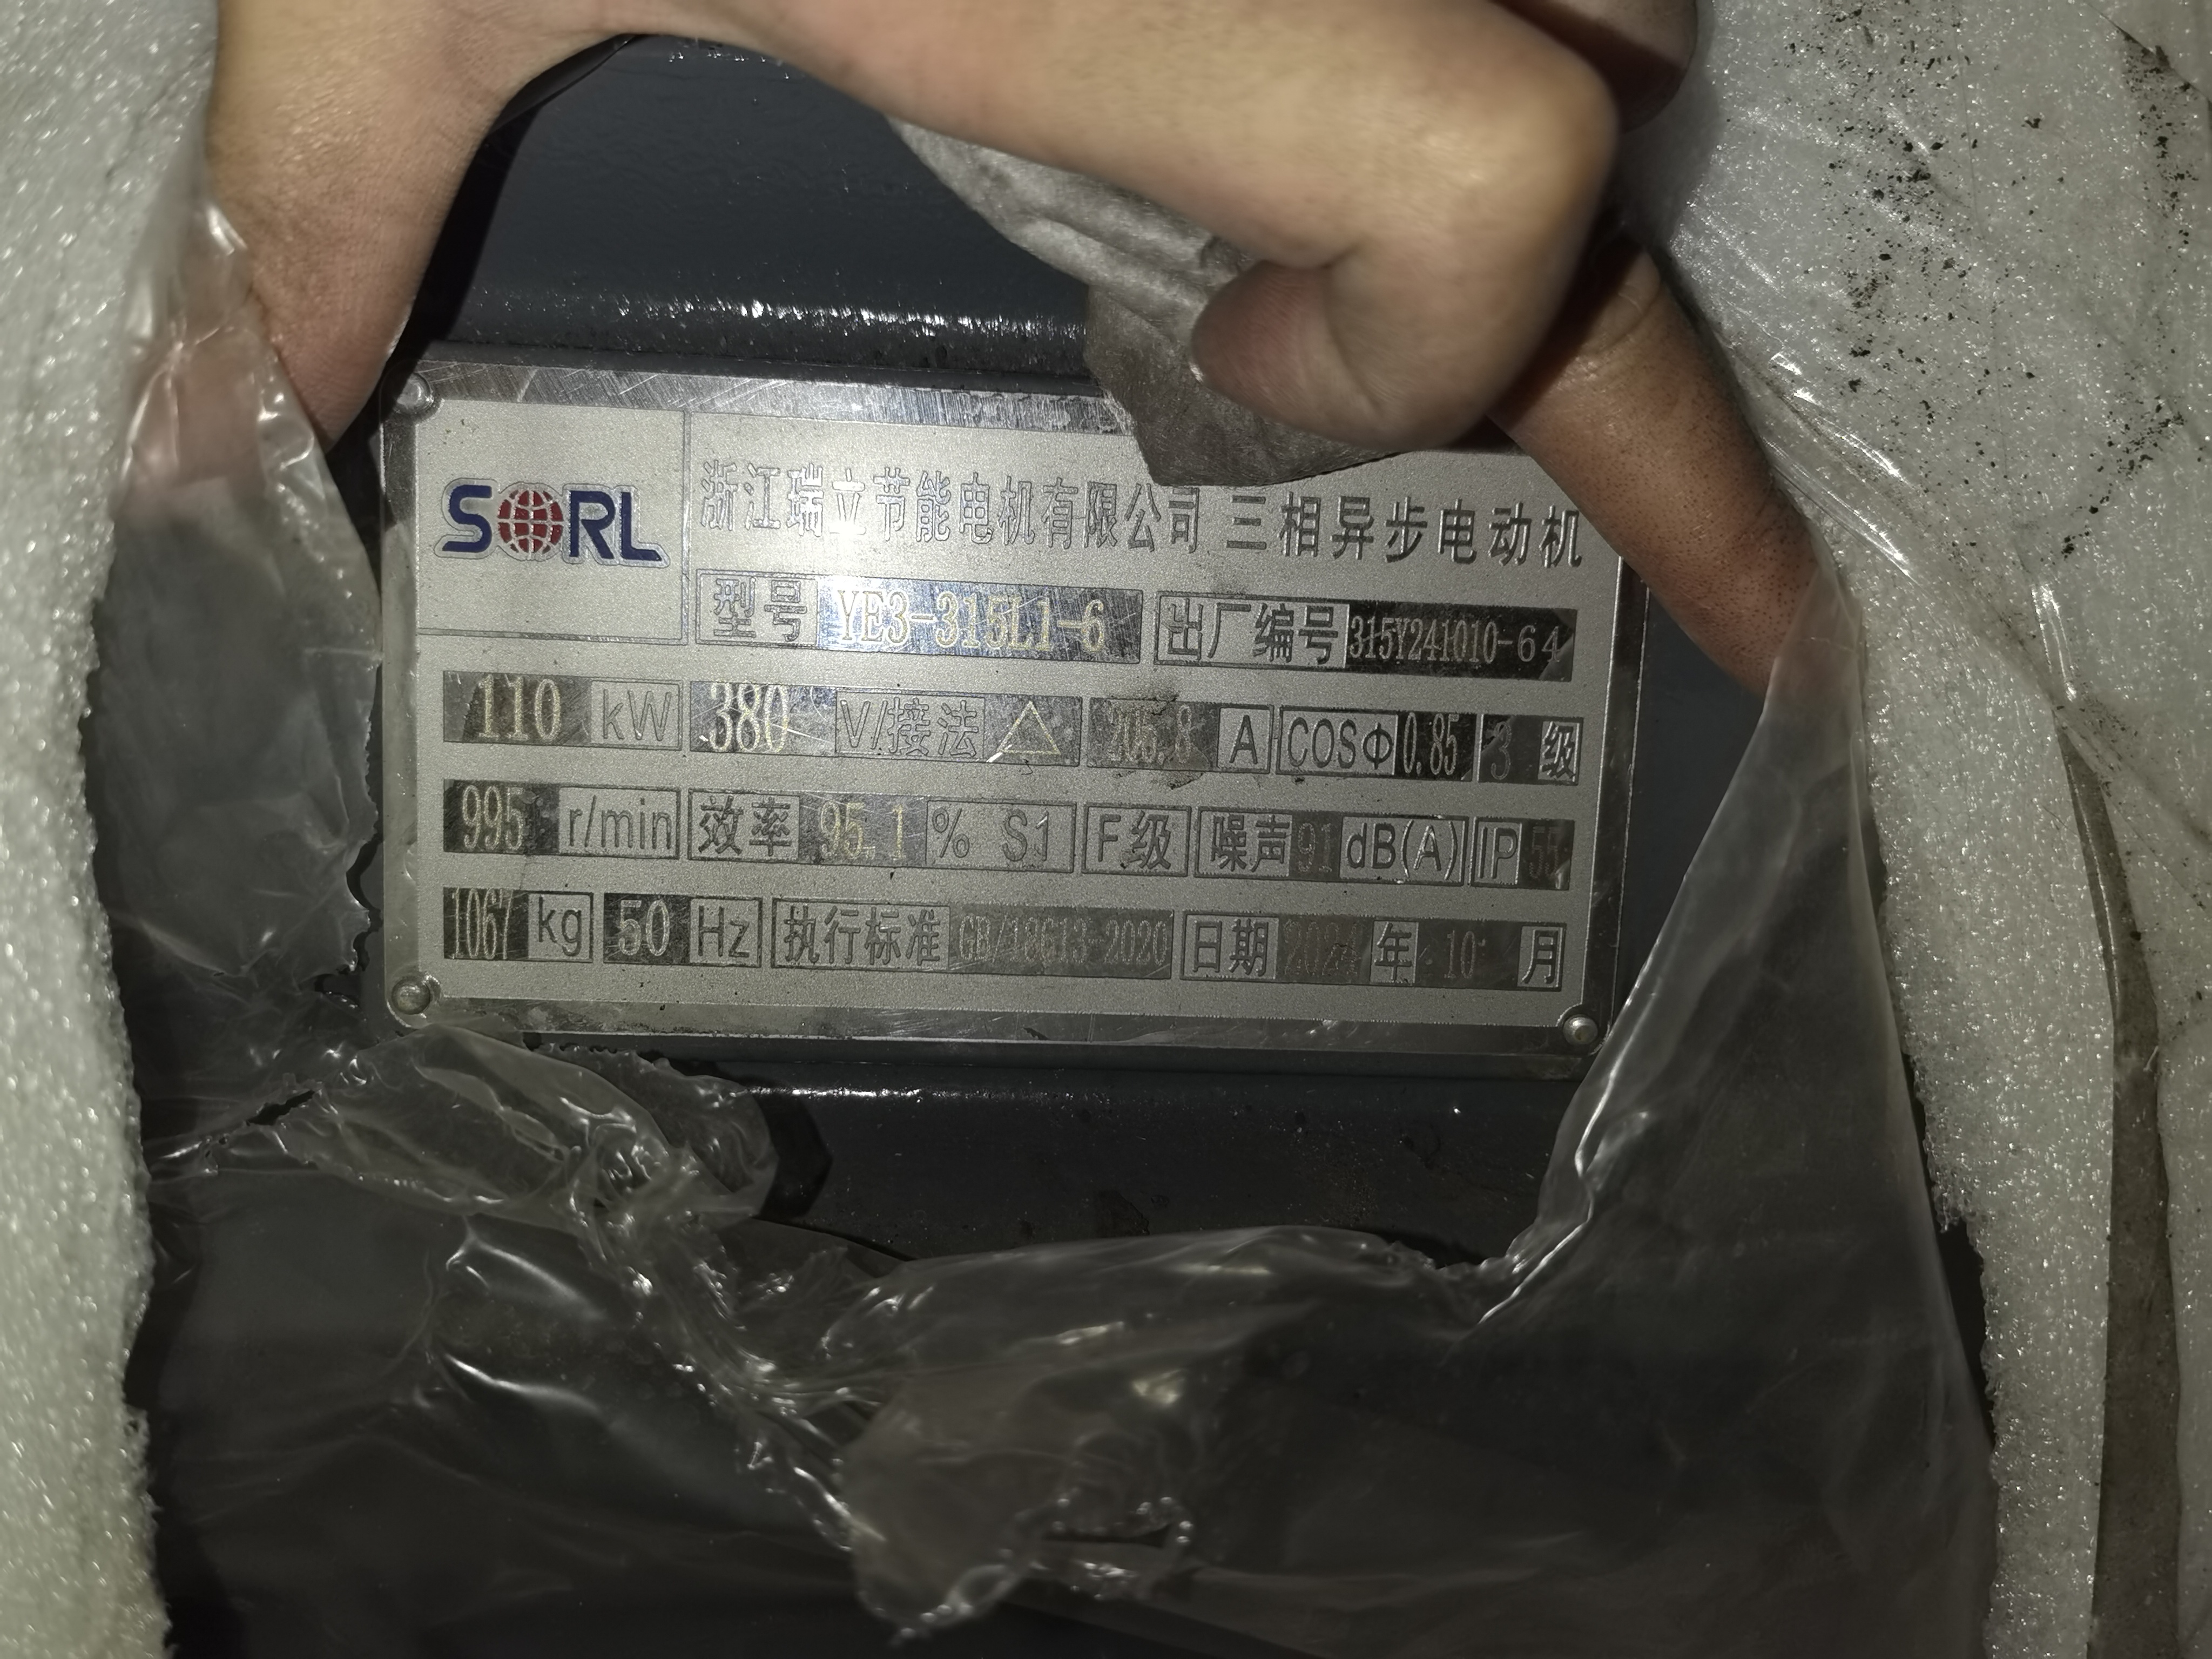 SORL
浙江瑞立节能电机有限公司 三相异步电动机
型号 YE3-315L1-6 出厂编号 315Y241010-64
110 kW 380 V/接法 △ 206.8 A COSΦ 0.85 3 级
995 r/min 效率 95.1 % S1 F级 噪声 91 dB(A) IP 55
1067 kg 50 Hz 执行标准 GB/18613-2020 日期 2024 年 10 月